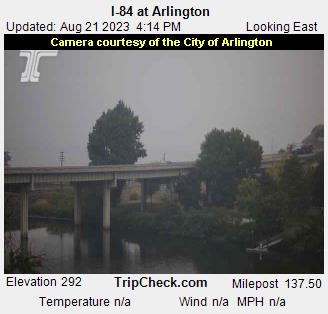 I-84 at Arlington
Updated: Aug 21 2023 4:14 PM Looking East
Camera courtesy of the City of Arlington
Elevation 292 TripCheck.com Milepost 137.50
Temperature n/a Wind n/a MPH n/a